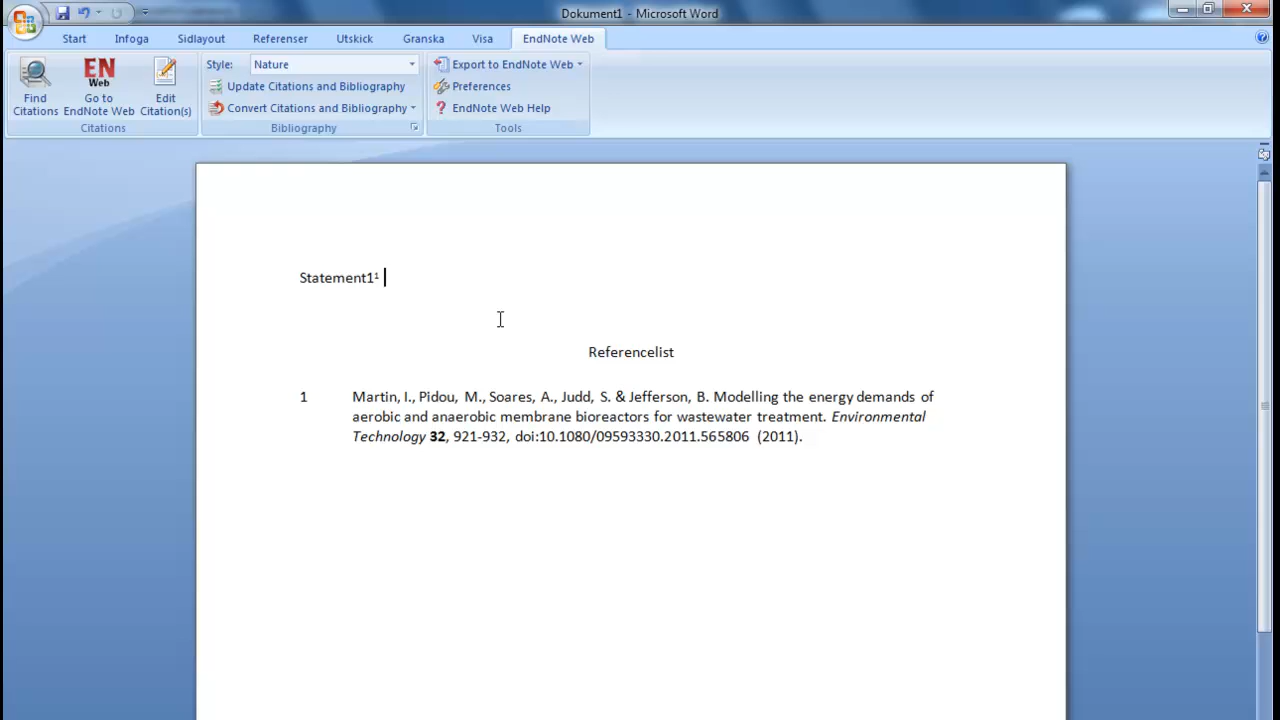 Dokument1 - Microsoft Word
Start Infoga Sidlayout Referenser Utskick Granska Visa EndNote Web
Find Citations
EN Web Go to EndNote Web
Edit Citation(s)
Citations
Style: Nature
Update Citations and Bibliography
Convert Citations and Bibliography
Bibliography
Export to EndNote Web
Preferences
EndNote Web Help
Tools
Statement1¹
Referencelist
1 Martin, I., Pidou, M., Soares, A., Judd, S. & Jefferson, B. Modelling the energy demands of
aerobic and anaerobic membrane bioreactors for wastewater treatment. Environmental
Technology 32, 921-932, doi:10.1080/09593330.2011.565806 (2011).